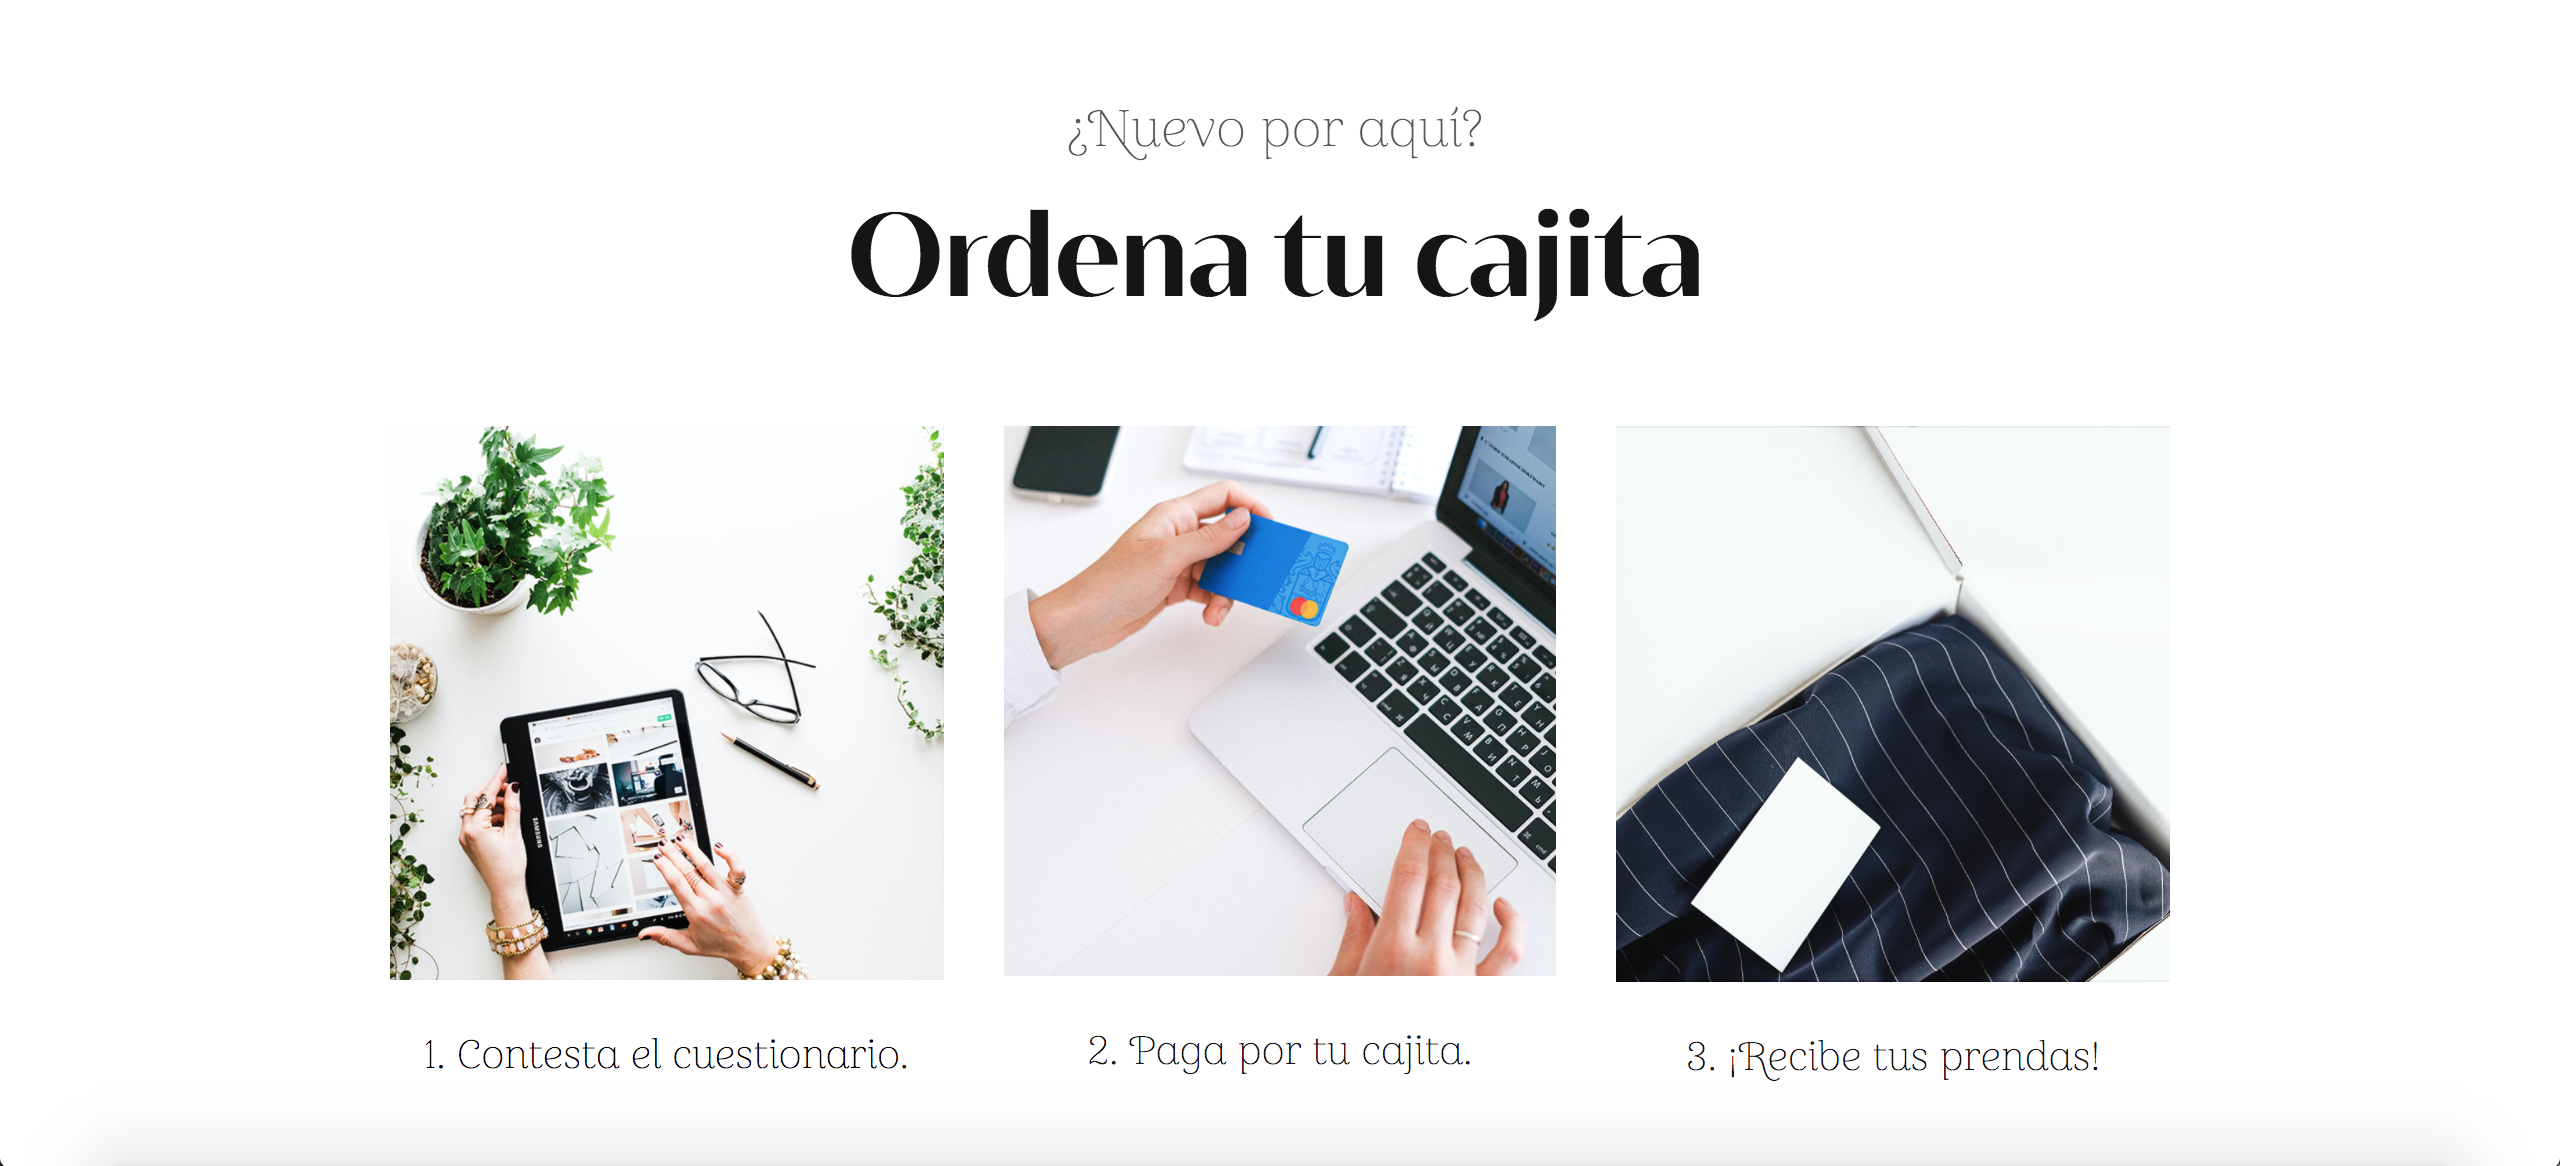 ¿Nuevo por aquí?
Ordena tu cajita
SAMSUNG
1. Contesta el cuestionario.
2. Paga por tu cajita.
3. ¡Recibe tus prendas!